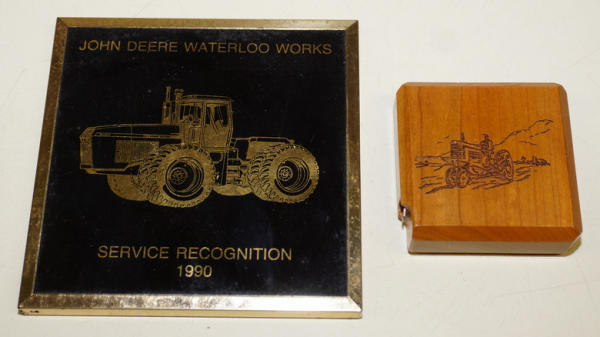 JOHN DEERE WATERLOO WORKS
SERVICE RECOGNITION
1990